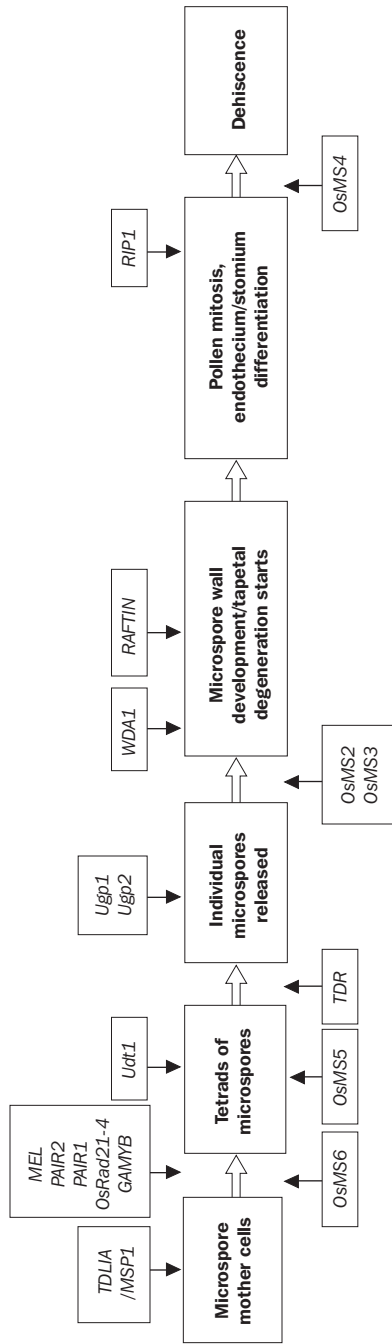 TDLIA
/MSP1
MEL
PAIR2
PAIR1
OsRad21-4
GAMYB
Udt1
Ugp1
Ugp2
WDA1
RAFTIN
RIP1
Microspore
mother cells
Tetrads of
microspores
Individual
microspores
released
Microspore wall
development/tapetal
degeneration starts
Pollen mitosis,
endothecium/stomium
differentiation
Dehiscence
OsMS6
OsMS5
TDR
OsMS2
OsMS3
OsMS4